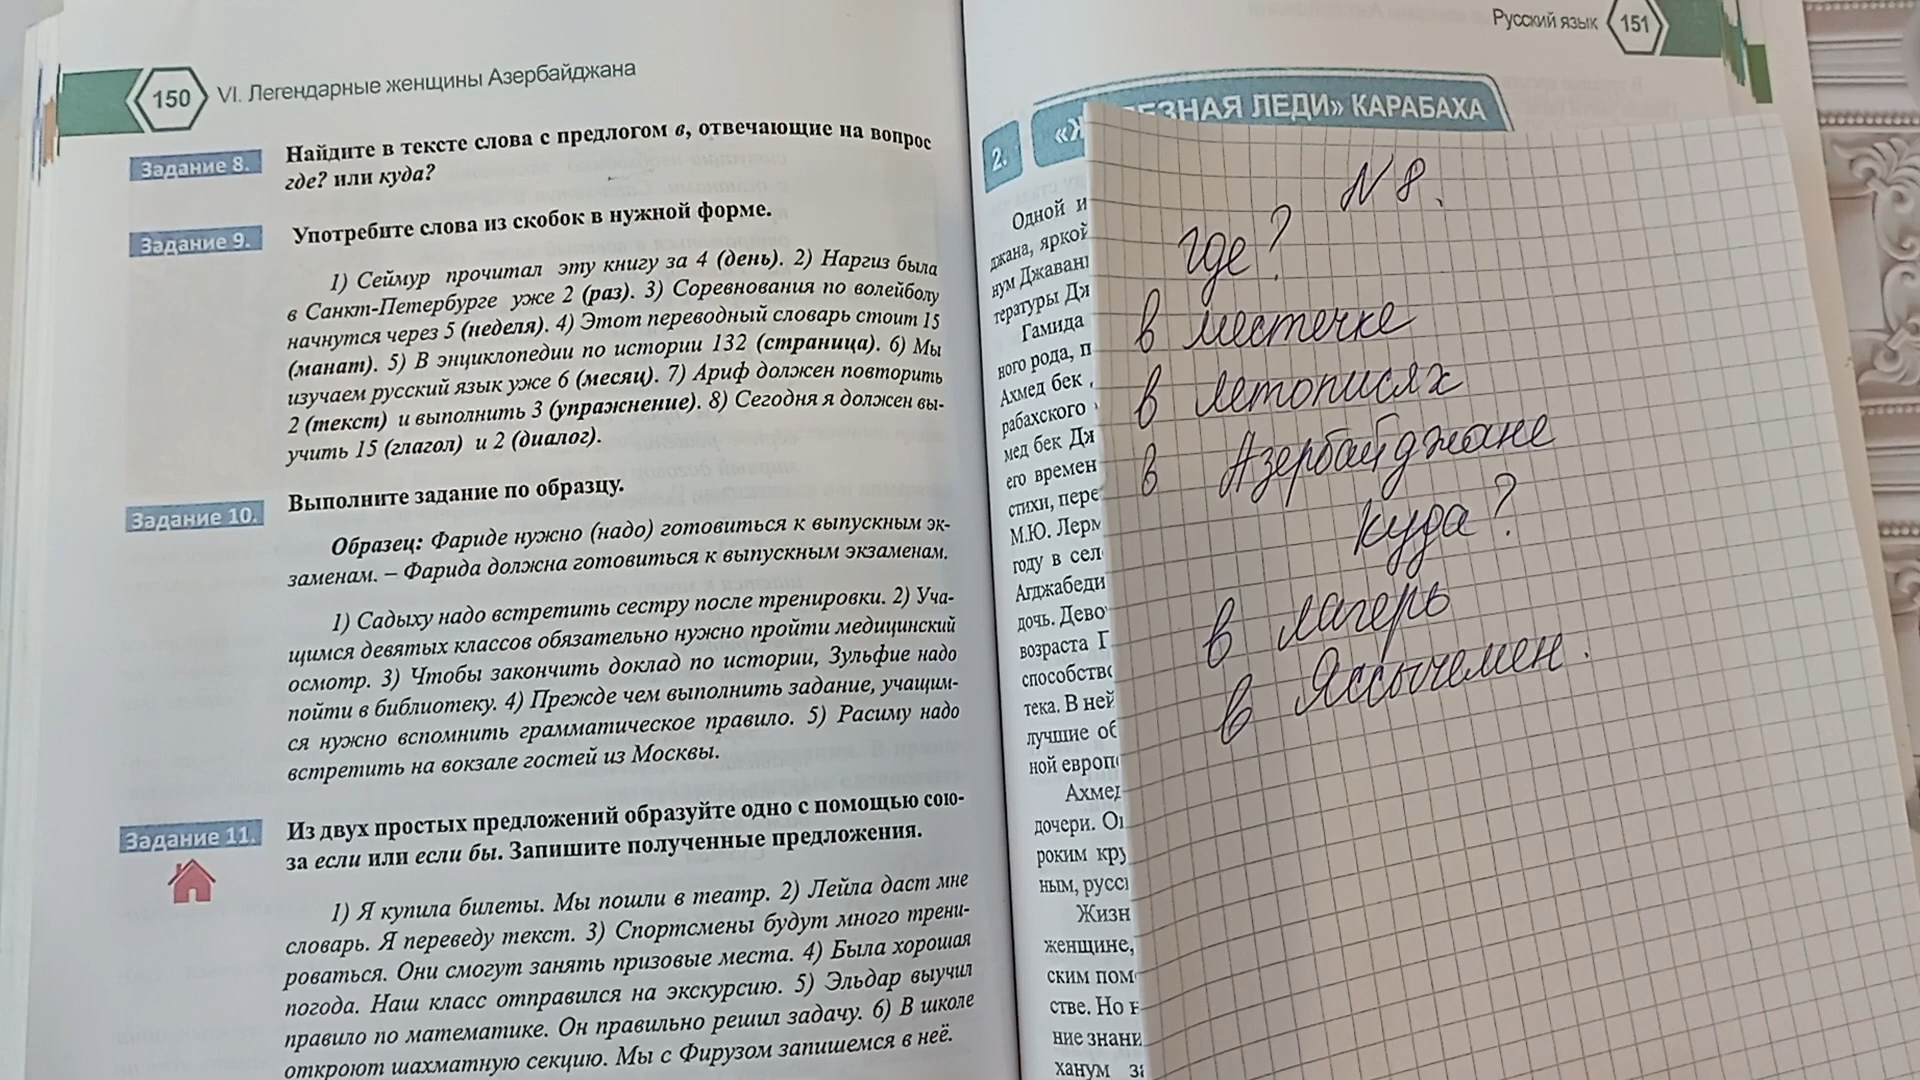 150 VI. Легендарные женщины Азербайджана
Задание 8. Найдите в тексте слова с предлогом в, отвечающие на вопрос
где? или куда?
Задание 9. Употребите слова из скобок в нужной форме.
1) Сеймур прочитал эту книгу за 4 (день). 2) Наргиз была
в Санкт-Петербурге уже 2 (раз). 3) Соревнования по волейболу
начнутся через 5 (неделя). 4) Этот переводный словарь стоит 15
(манат). 5) В энциклопедии по истории 132 (страница). 6) Мы
изучаем русский язык уже 6 (месяц). 7) Ариф должен повторить
2 (текст) и выполнить 3 (упражнение). 8) Сегодня я должен вы-
учить 15 (глагол) и 2 (диалог).
Задание 10. Выполните задание по образцу.
Образец: Фариде нужно (надо) готовиться к выпускным эк-
заменам. – Фарида должна готовиться к выпускным экзаменам.
1) Садыху надо встретить сестру после тренировки. 2) Уча-
щимся девятых классов обязательно нужно пройти медицинский
осмотр. 3) Чтобы закончить доклад по истории, Зульфие надо
пойти в библиотеку. 4) Прежде чем выполнить задание, учащим-
ся нужно вспомнить грамматическое правило. 5) Расиму надо
встретить на вокзале гостей из Москвы.
Задание 11. Из двух простых предложений образуйте одно с помощью сою-
за если или если бы. Запишите полученные предложения.
1) Я купила билеты. Мы пошли в театр. 2) Лейла даст мне
словарь. Я переведу текст. 3) Спортсмены будут много трени-
роваться. Они смогут занять призовые места. 4) Была хорошая
погода. Наш класс отправился на экскурсию. 5) Эльдар выучил
правило по математике. Он правильно решил задачу. 6) В школе
откроют шахматную секцию. Мы с Фирузом запишемся в неё.
Русский язык 151
2. «Ж ЕЗНАЯ ЛЕДИ» КАРАБАХА
Одной и
джана, яркой
нум Джаван
тературы Дж
Гамида
ного рода, п
Ахмед бек
рабахского
мед бек Дж
его времен
стихи, пере
М.Ю. Лерм
году в сел
Агджабеди
дочь. Дево
возраста Г
способство
тека. В ней
лучшие об
ной европе
Ахмед
дочери. О
роким кру
ным, русс
Жизн
женщине,
ским пом
стве. Но н
ние знани
ханум за
N 8.
где?
в местечке
в летописях
в Азербайджане
куда?
в лагерь
в Яссычемен.